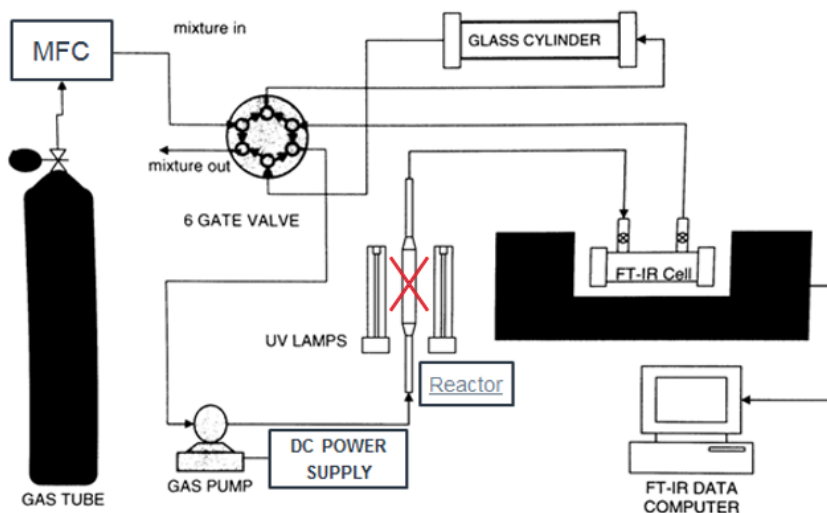 mixture in
MFC
GLASS CYLINDER
mixture out
6 GATE VALVE
FT-IR Cell
UV LAMPS
Reactor
DC POWER
SUPPLY
GAS PUMP
GAS TUBE
FT-IR DATA
COMPUTER